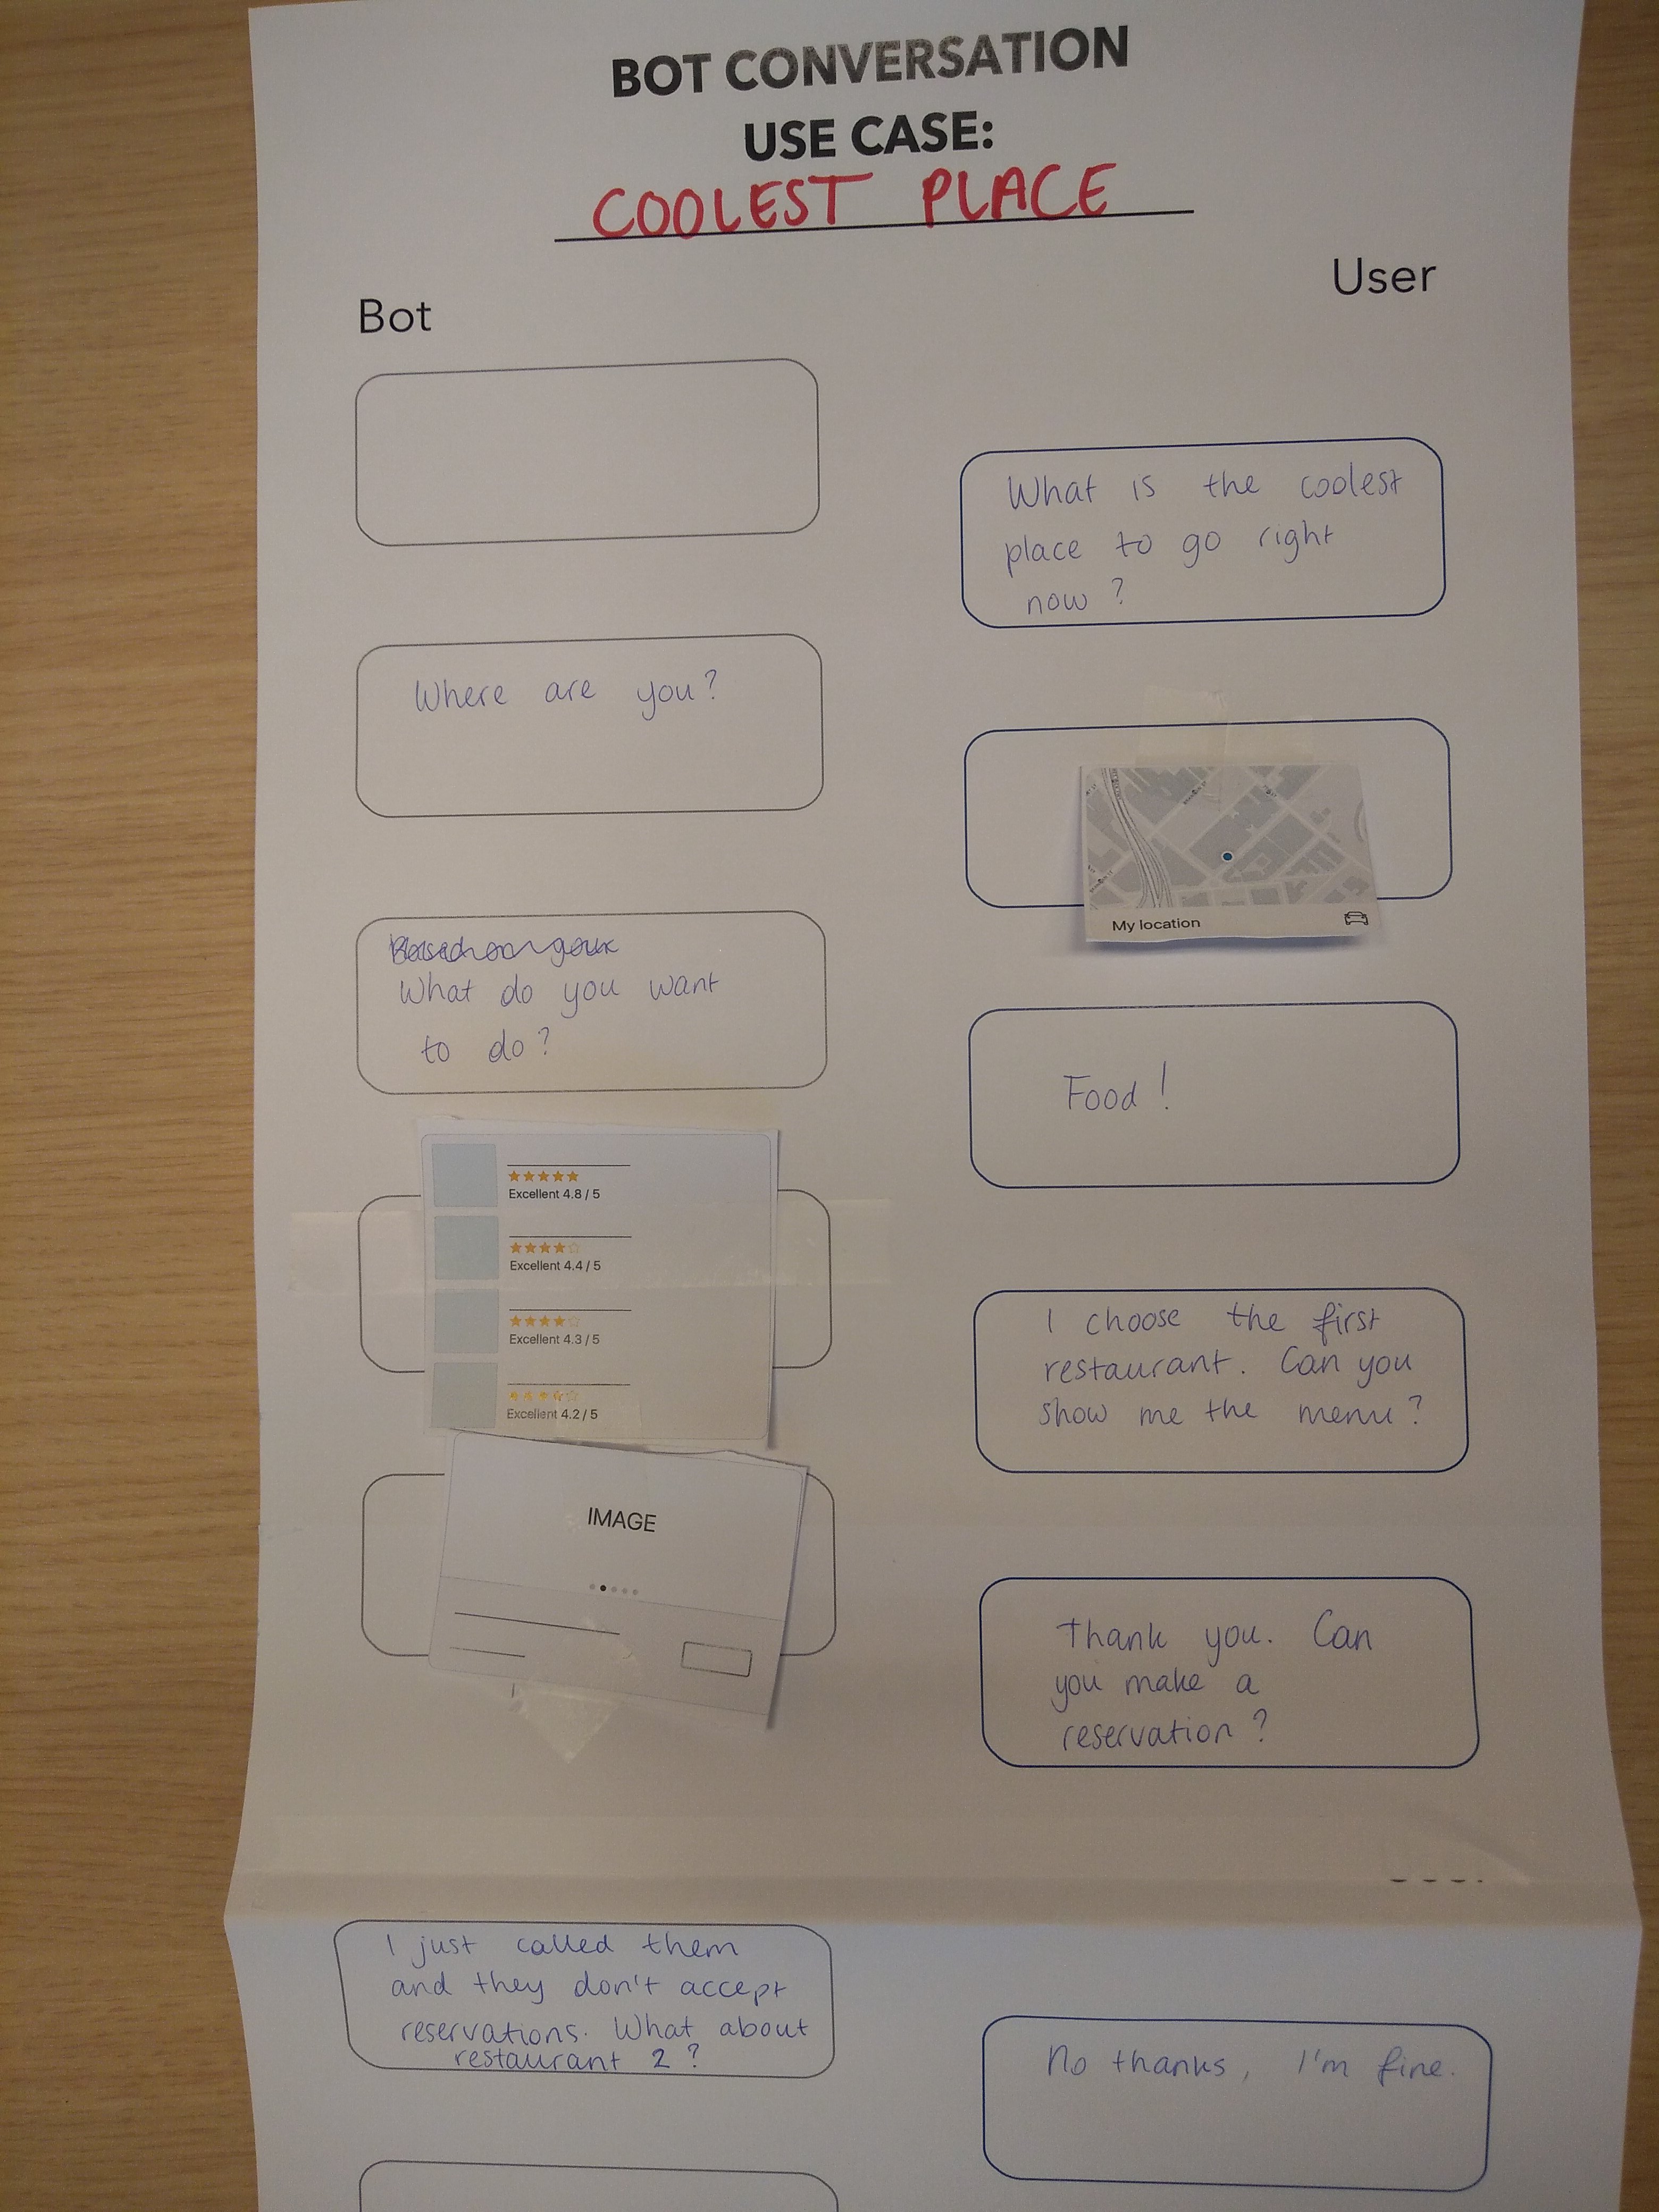 BOT CONVERSATION
USE CASE:
COOLEST PLACE
Bot
User
What is the coolest
place to go right
now?
Where are you?
My location
What do you want
to do?
Food!
Excellent 4.8 / 5
Excellent 4.4 / 5
Excellent 4.3 / 5
Excellent 4.2 / 5
I choose the first
restaurant. Can you
show me the menu?
IMAGE
Thank you. Can
you make a
reservation?
I just called them
and they don't accept
reservations. What about
restaurant 2?
No thanks, I'm fine.